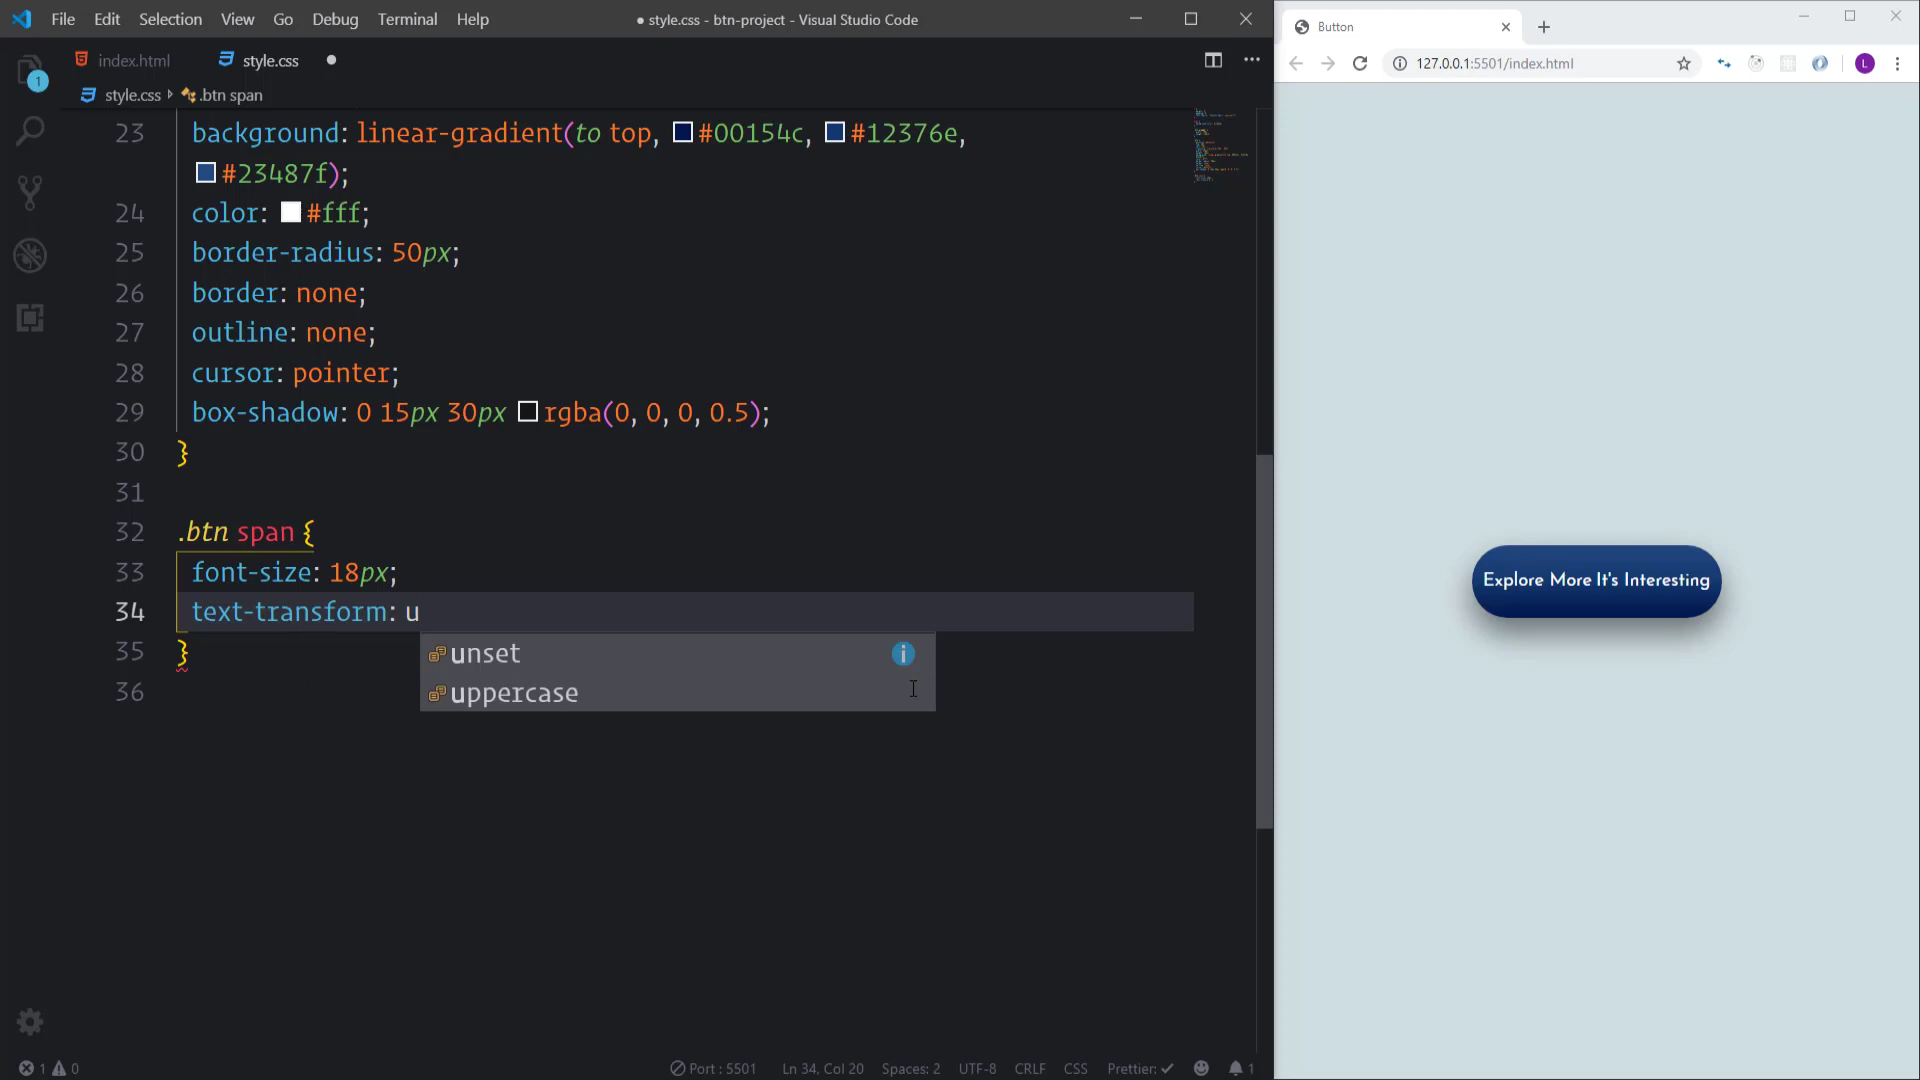 File Edit Selection View Go Debug Terminal Help
● style.css - btn-project - Visual Studio Code
index.html style.css
style.css .btn span
1
23 background: linear-gradient(to top, #00154c, #12376e,
#23487f);
24 color: #fff;
25 border-radius: 50px;
26 border: none;
27 outline: none;
28 cursor: pointer;
29 box-shadow: 0 15px 30px rgba(0, 0, 0, 0.5);
30 }
31
32 .btn span {
33 font-size: 18px;
34 text-transform: u
35 }
36
unset
uppercase
1 0 Port : 5501 Ln 34, Col 20 Spaces: 2 UTF-8 CRLF CSS Prettier: ✓ 1
Button
127.0.0.1:5501/index.html L
Explore More It's Interesting